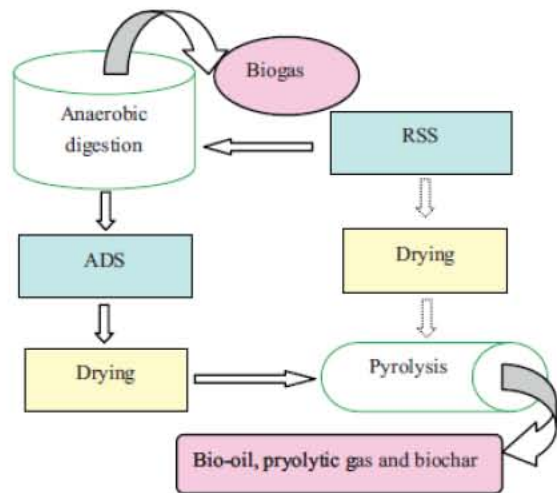 Biogas
Anaerobic
digestion
RSS
ADS
Drying
Drying
Pyrolysis
Bio-oil, pryolytic gas and biochar